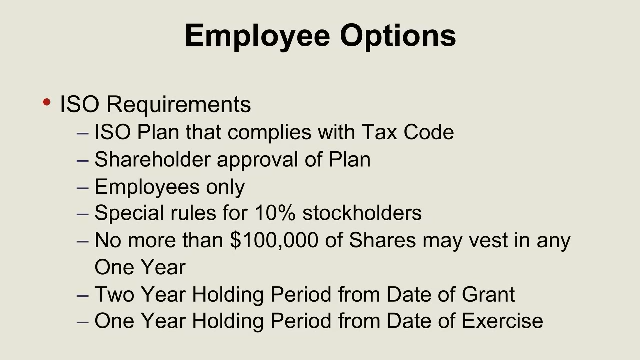 Employee Options
• ISO Requirements
– ISO Plan that complies with Tax Code
– Shareholder approval of Plan
– Employees only
– Special rules for 10% stockholders
– No more than $100,000 of Shares may vest in any
One Year
– Two Year Holding Period from Date of Grant
– One Year Holding Period from Date of Exercise